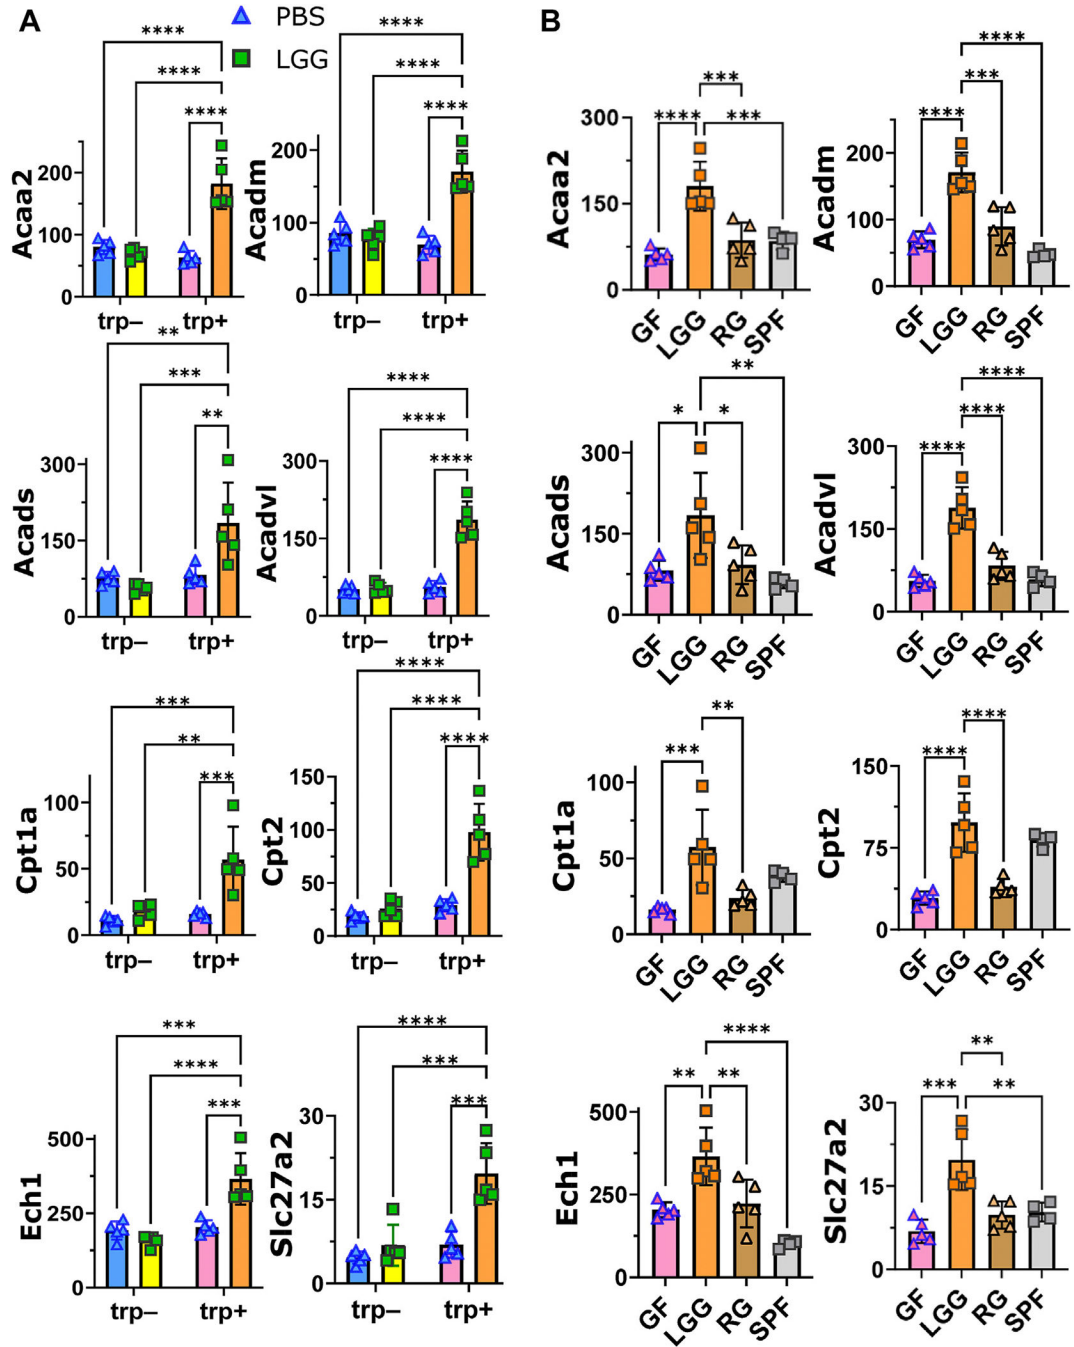 A
PBS
LGG
****
****
****
Acaa2
200
100
0
trp–
trp+
****
****
****
Acadm
200
100
0
trp–
trp+
**
***
**
Acads
300
150
0
trp–
trp+
****
****
****
Acadvl
300
150
0
trp–
trp+
***
**
***
Cpt1a
100
50
0
trp–
trp+
****
****
****
Cpt2
150
100
50
0
trp–
trp+
***
****
***
Ech1
500
250
0
trp–
trp+
****
***
***
Slc27a2
30
15
0
trp–
trp+
B
***
**** ***
Acaa2
300
150
0
GF LGG RG SPF
****
***
****
Acadm
200
100
0
GF LGG RG SPF
**
* *
Acads
300
150
0
GF LGG RG SPF
****
****
****
Acadvl
300
150
0
GF LGG RG SPF
**
***
Cpt1a
100
50
0
GF LGG RG SPF
****
****
Cpt2
150
75
0
GF LGG RG SPF
****
** **
Ech1
500
250
0
GF LGG RG SPF
**
*** **
Slc27a2
30
15
0
GF LGG RG SPF